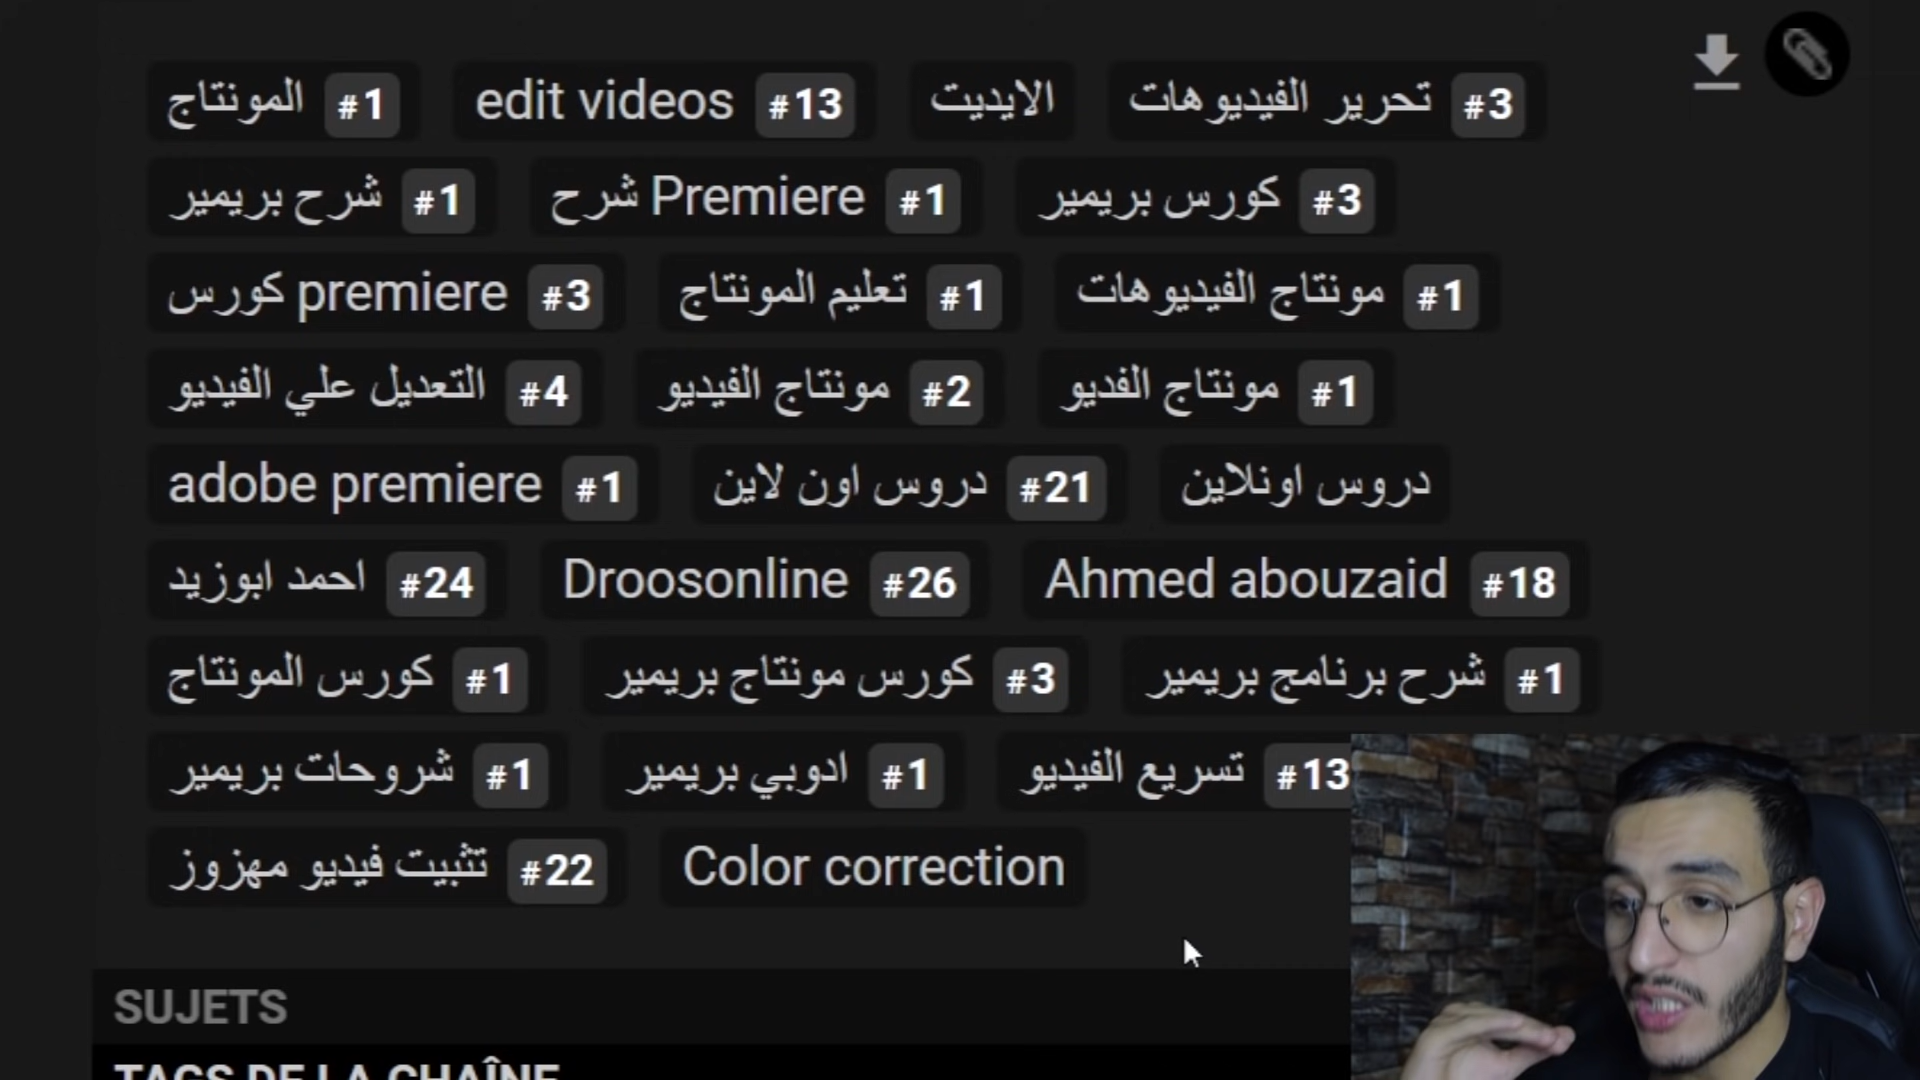 المونتاج #1 edit videos #13 الايديت تحرير الفيديوهات #3
شرح بريمير #1 شرح Premiere #1 كورس بريمير #3
كورس premiere #3 تعليم المونتاج #1 مونتاج الفيديوهات #1
التعديل علي الفيديو #4 مونتاج الفيديو #2 مونتاج الفديو #1
adobe premiere #1 دروس اون لاين #21 دروس اونلاين
احمد ابوزيد #24 Droosonline #26 Ahmed abouzaid #18
كورس المونتاج #1 كورس مونتاج بريمير #3 شرح برنامج بريمير #1
شروحات بريمير #1 ادوبي بريمير #1 تسريع الفيديو #13
تثبيت فيديو مهزوز #22 Color correction
SUJETS
TAGS DE LA CHAÎNE